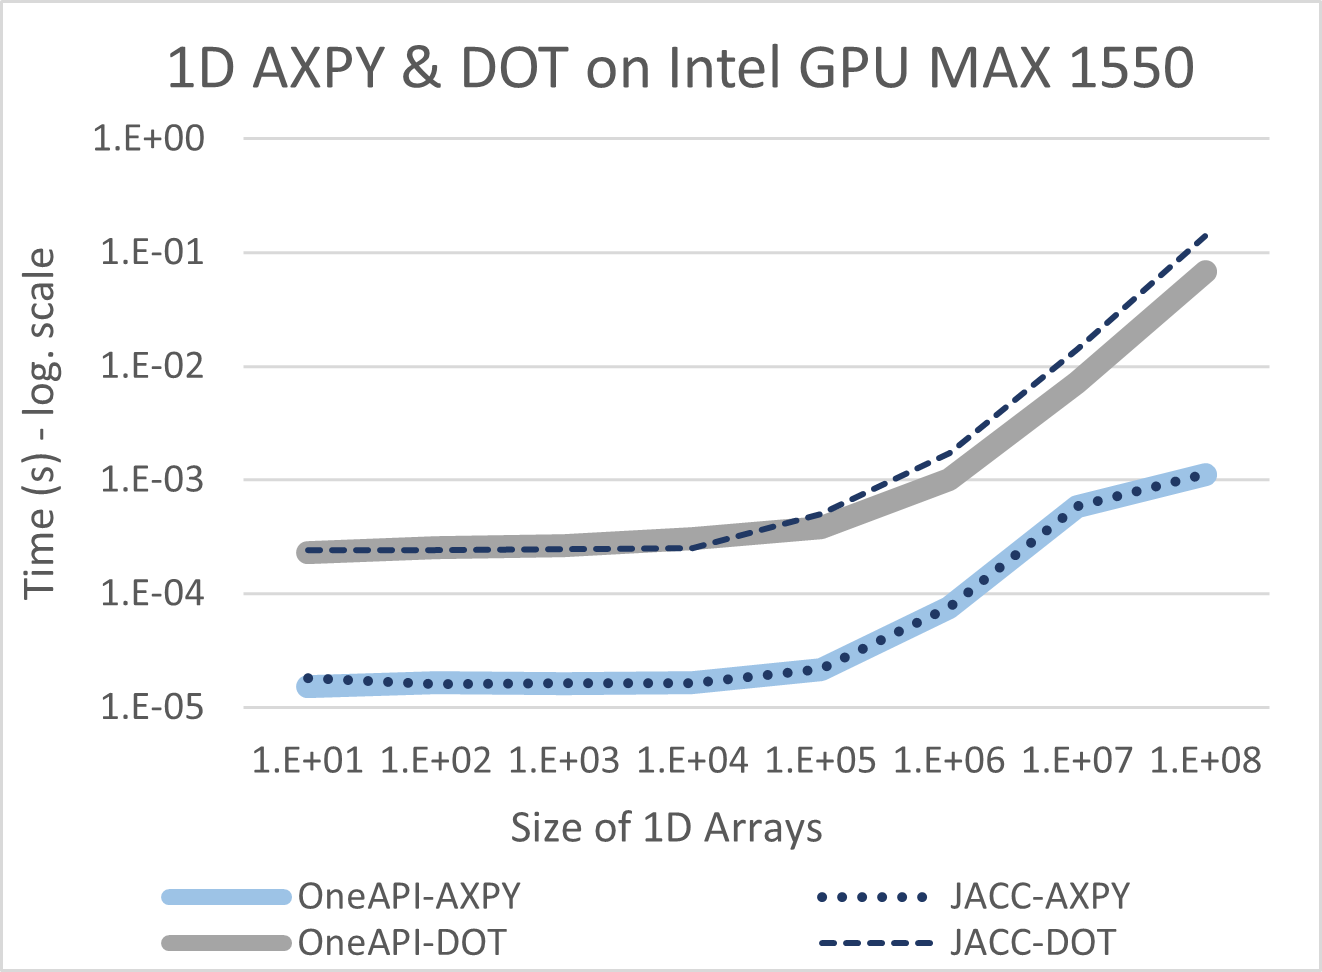 1D AXPY & DOT on Intel GPU MAX 1550
1.E+00
1.E-01
1.E-02
1.E-03
1.E-04
1.E-05
Time (s) - log. scale
1.E+01 1.E+02 1.E+03 1.E+04 1.E+05 1.E+06 1.E+07 1.E+08
Size of 1D Arrays
OneAPI-AXPY JACC-AXPY
OneAPI-DOT JACC-DOT